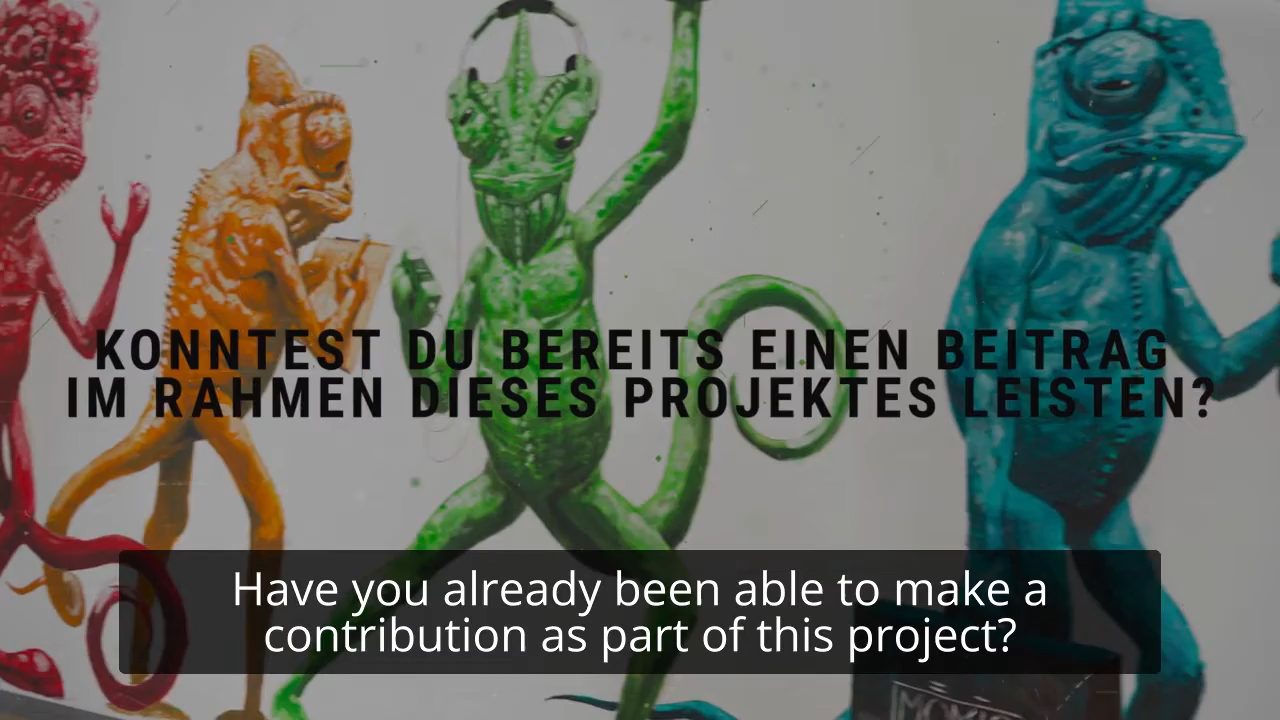 KONNTEST DU BEREITS EINEN BEITRAG
IM RAHMEN DIESES PROJEKTES LEISTEN?
Have you already been able to make a
contribution as part of this project?